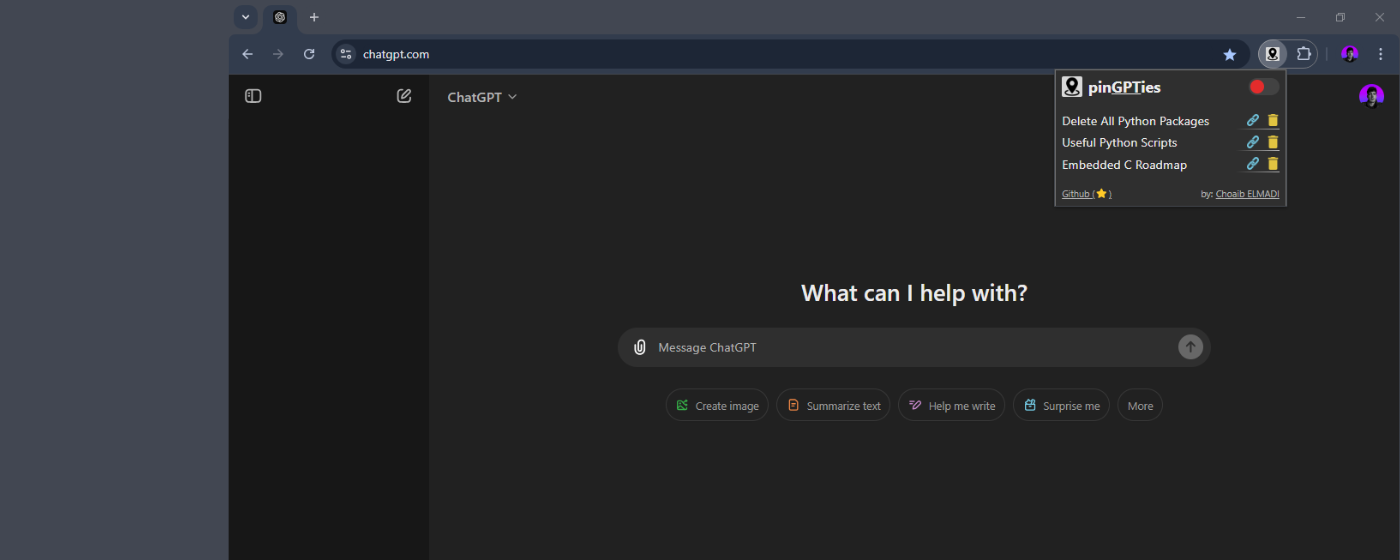 chatgpt.com
pinGPTies
ChatGPT
Delete All Python Packages
Useful Python Scripts
Embedded C Roadmap
Github (⭐)
by: Choaib ELMADI
What can I help with?
Message ChatGPT
Create image
Summarize text
Help me write
Surprise me
More